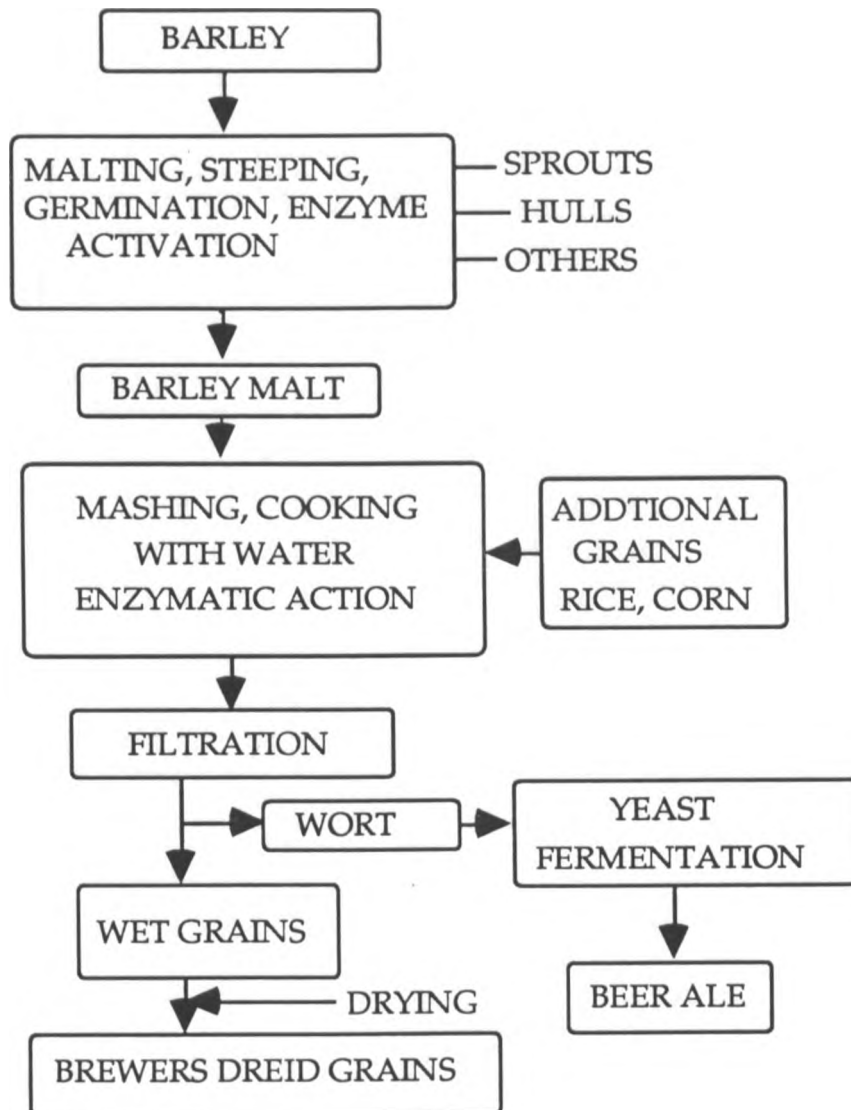 BARLEY
MALTING, STEEPING,
GERMINATION, ENZYME
ACTIVATION
SPROUTS
HULLS
OTHERS
BARLEY MALT
MASHING, COOKING
WITH WATER
ENZYMATIC ACTION
ADDTIONAL
GRAINS
RICE, CORN
FILTRATION
WORT
YEAST
FERMENTATION
WET GRAINS
DRYING
BEER ALE
BREWERS DREID GRAINS